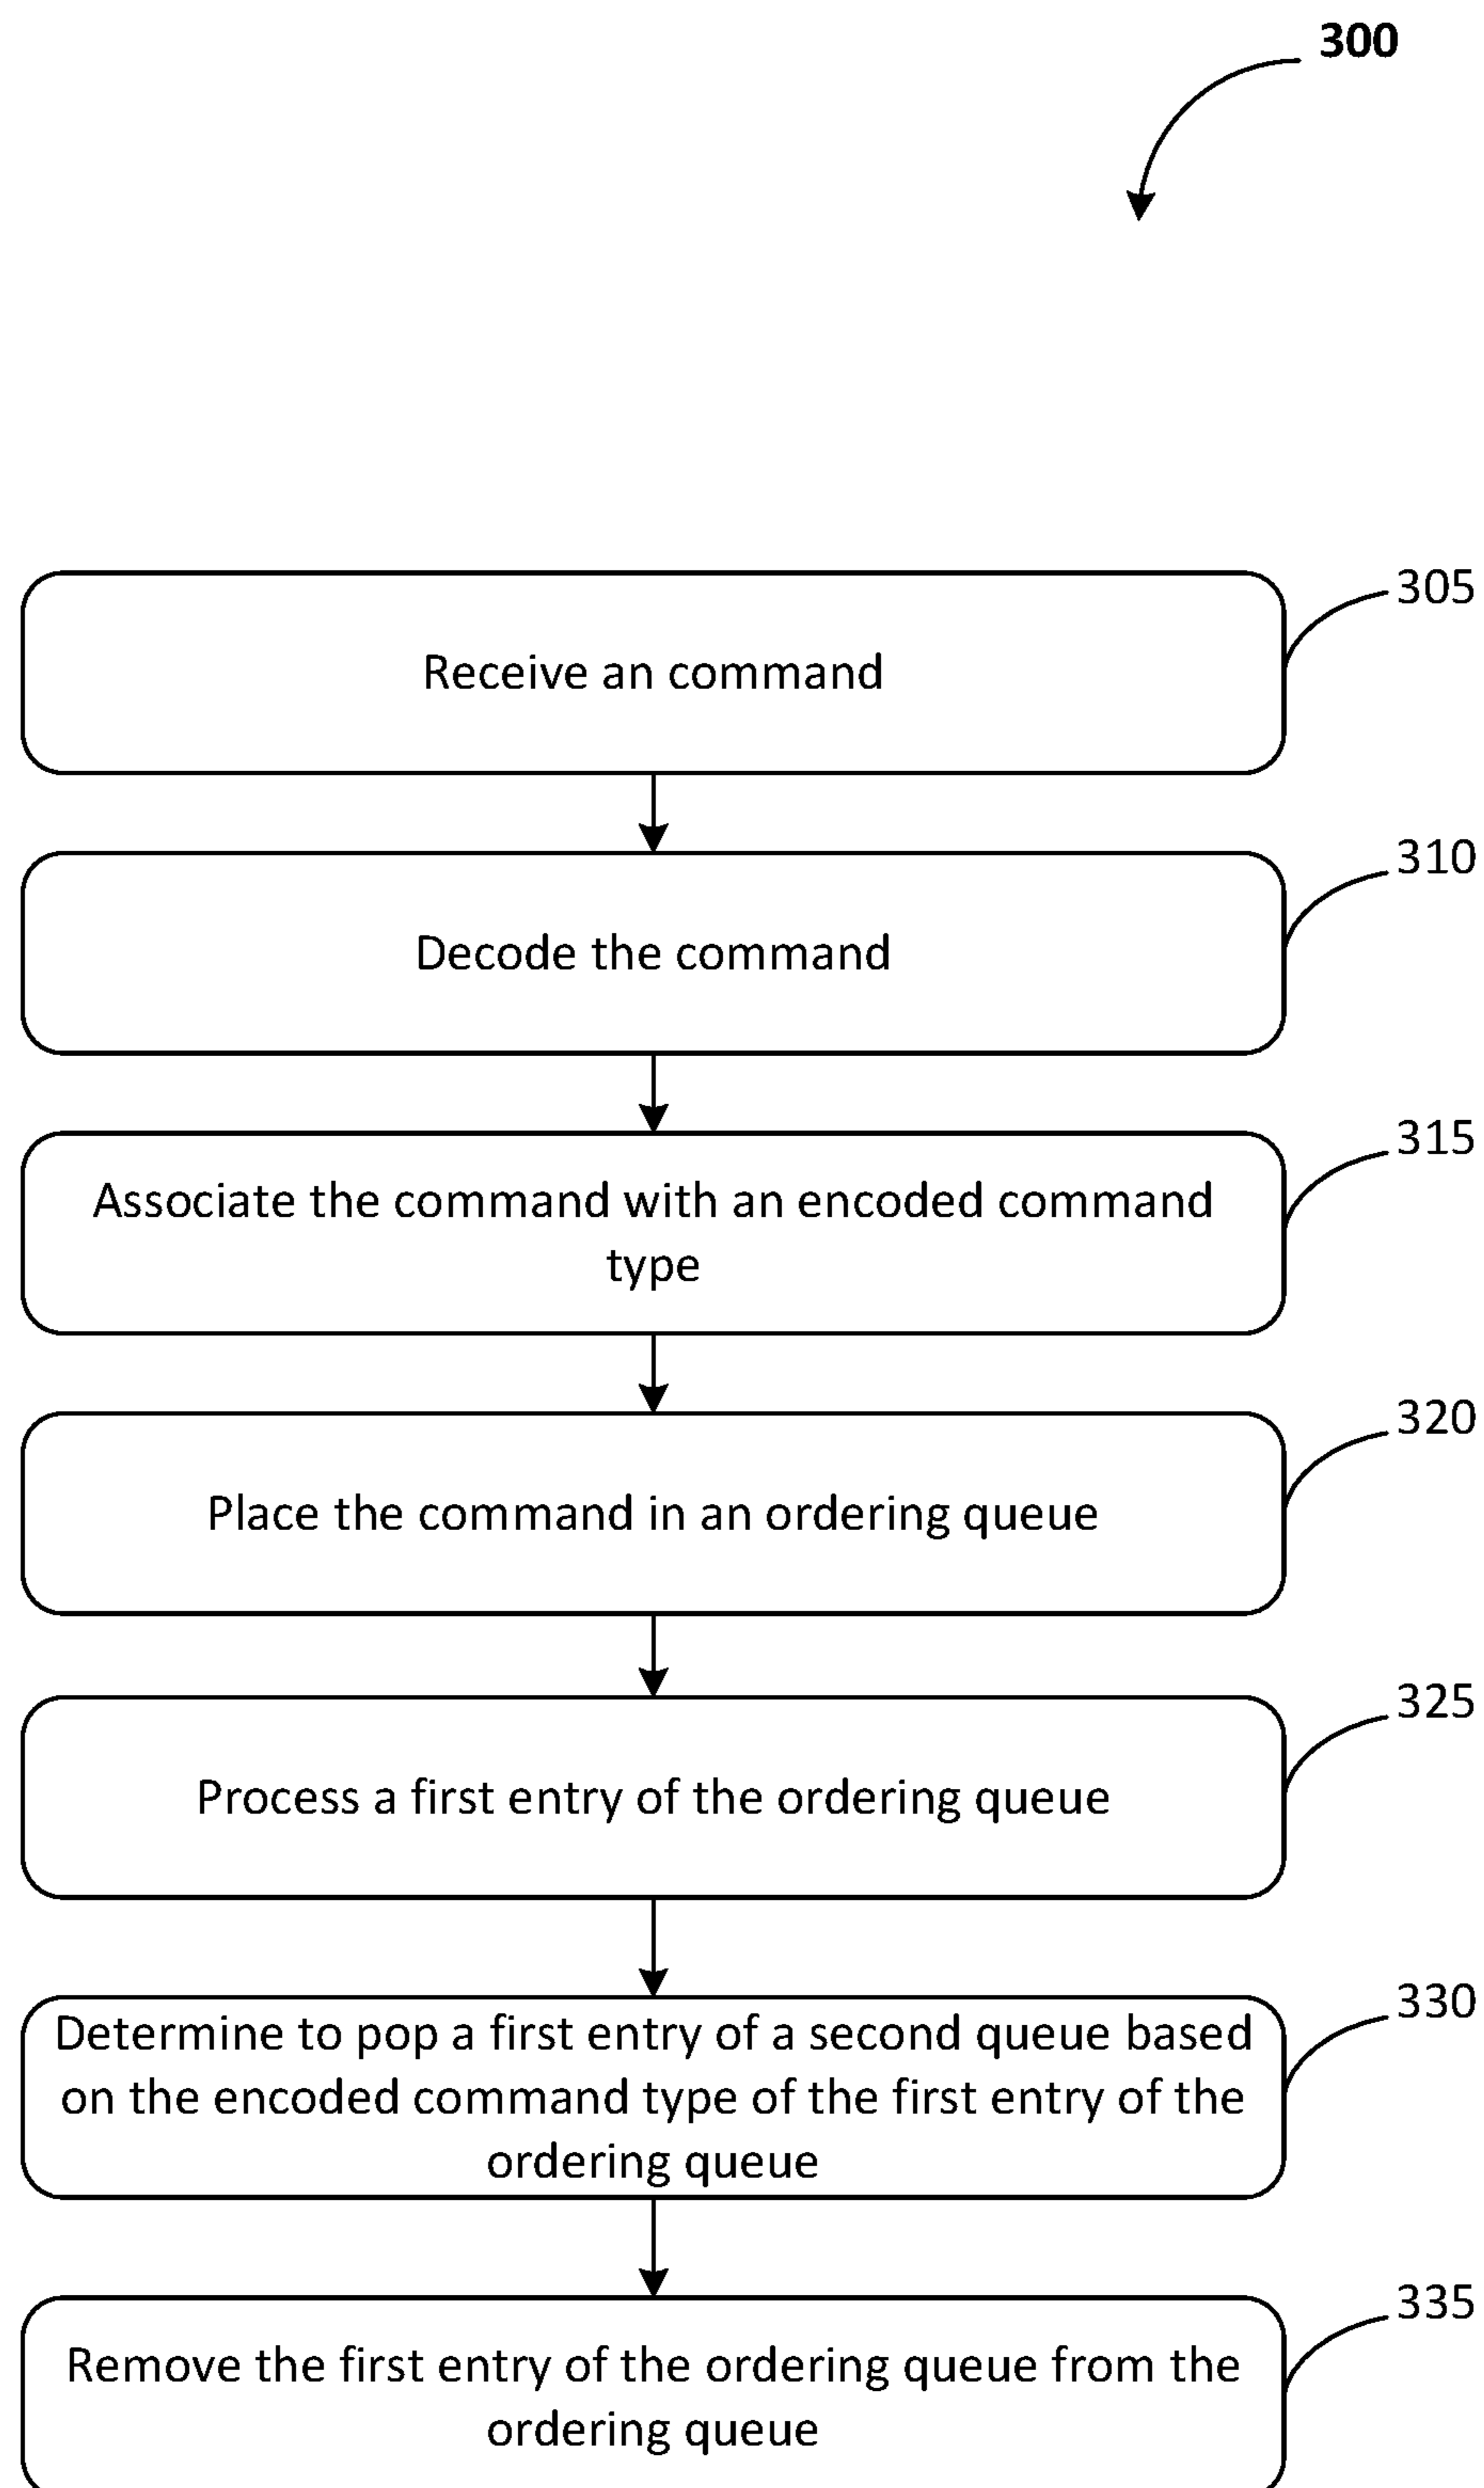 300
305
Receive an command
310
Decode the command
315
Associate the command with an encoded command
type
320
Place the command in an ordering queue
325
Process a first entry of the ordering queue
330
Determine to pop a first entry of a second queue based
on the encoded command type of the first entry of the
ordering queue
335
Remove the first entry of the ordering queue from the
ordering queue